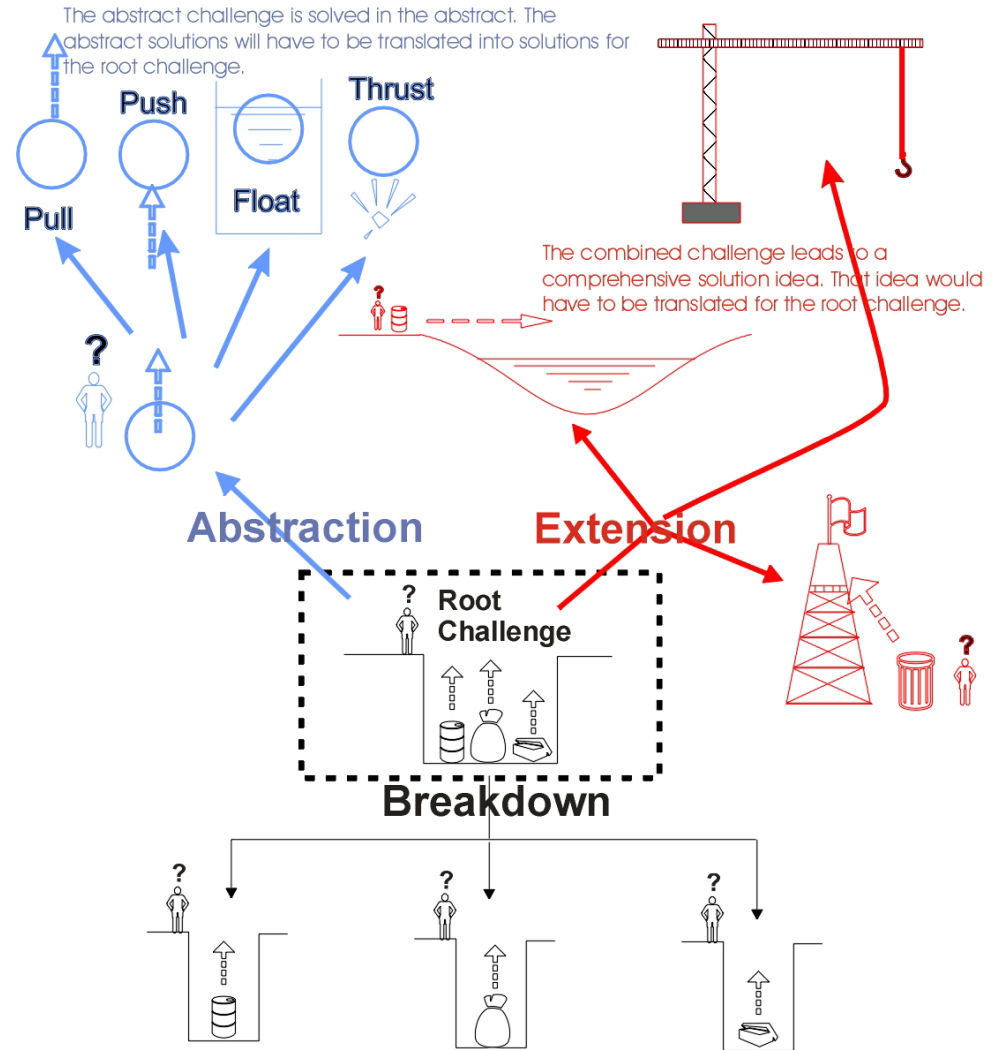 The abstract challenge is solved in the abstract. The
abstract solutions will have to be translated into solutions for
the root challenge.
Push
Thrust
Pull
Float
The combined challenge leads to a
comprehensive solution idea. That idea would
have to be translated for the root challenge.
?
?
Abstraction
Extension
?
Root
Challenge
?
Breakdown
?
?
?